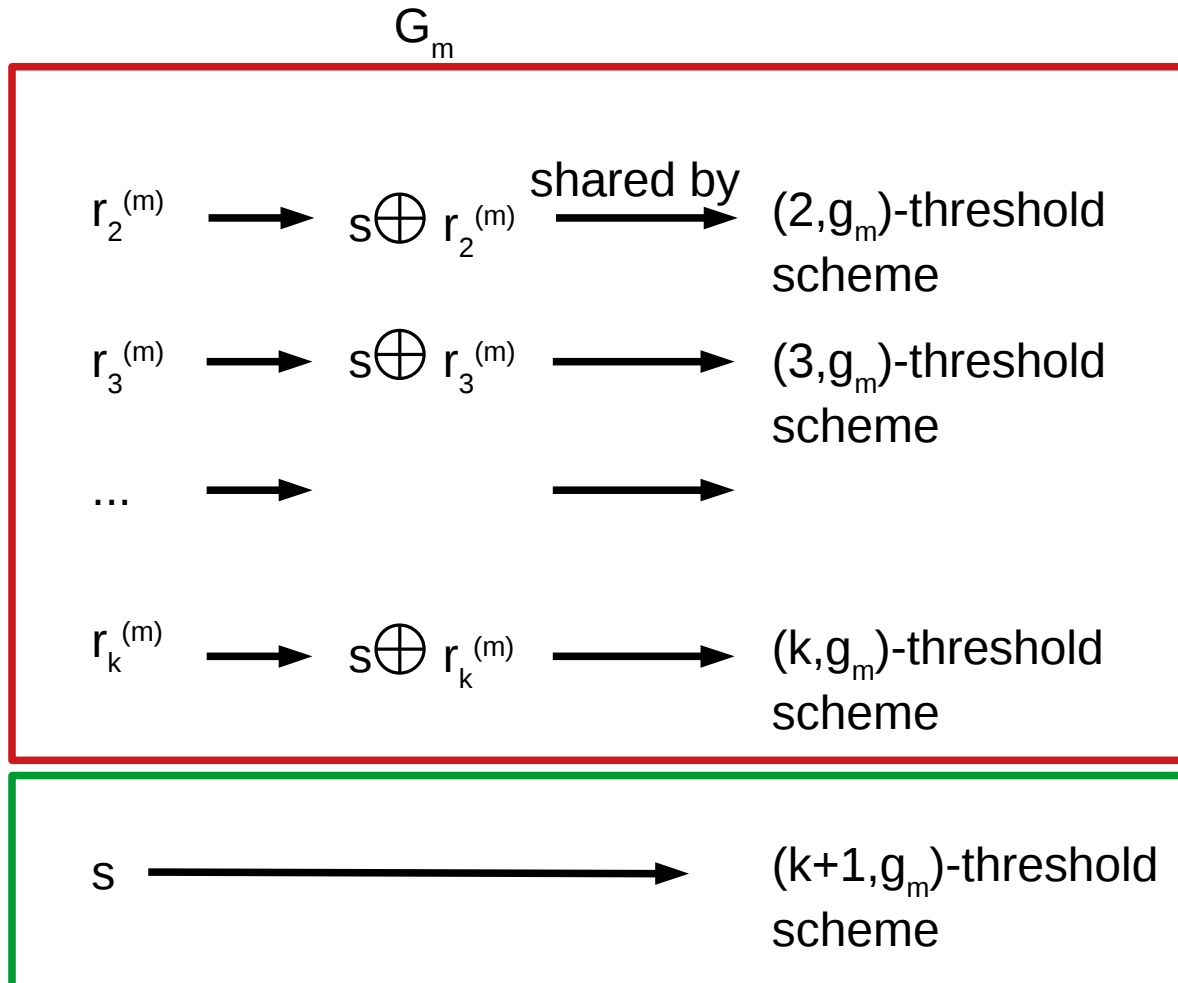 G_m
shared by
r_2^(m) s⊕ r_2^(m) (2,g_m)-threshold
scheme
r_3^(m) s⊕ r_3^(m) (3,g_m)-threshold
scheme
...
r_k^(m) s⊕ r_k^(m) (k,g_m)-threshold
scheme
s (k+1,g_m)-threshold
scheme